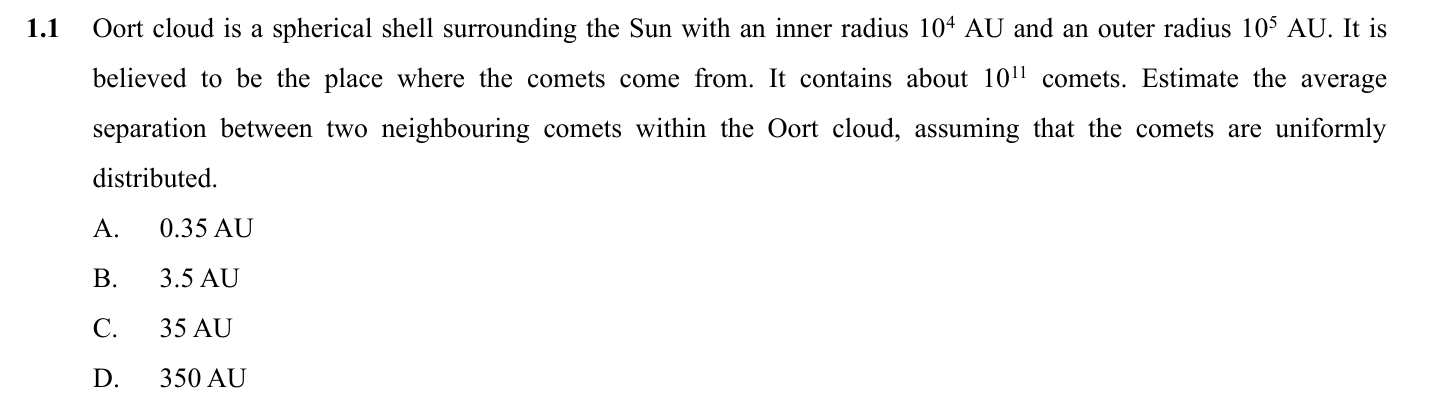 1.1 Oort cloud is a spherical shell surrounding the Sun with an inner radius 10⁴ AU and an outer radius 10⁵ AU. It is
believed to be the place where the comets come from. It contains about 10¹¹ comets. Estimate the average
separation between two neighbouring comets within the Oort cloud, assuming that the comets are uniformly
distributed.
A. 0.35 AU
B. 3.5 AU
C. 35 AU
D. 350 AU